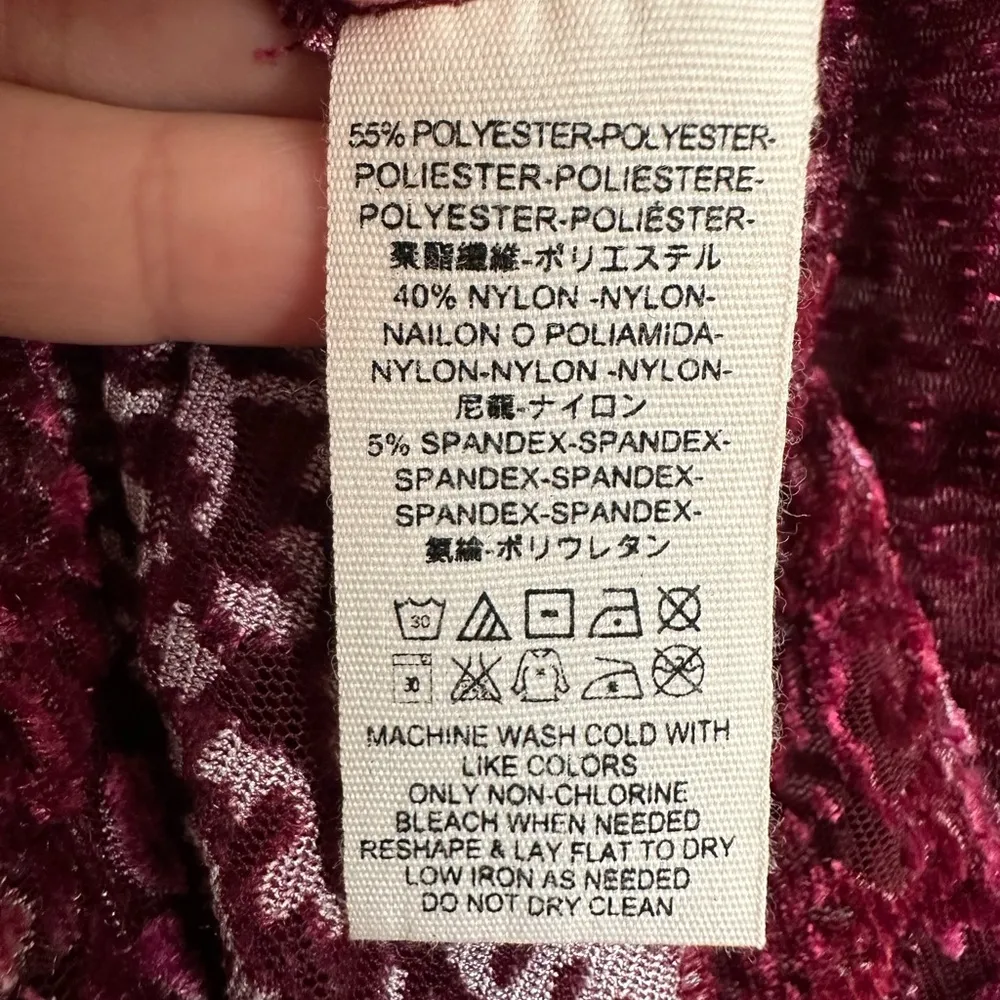 55% POLYESTER-POLYESTER-
POLIESTER-POLIESTERE-
POLYESTER-POLIÉSTER-
聚酯纖維-ポリエステル
40% NYLON -NYLON-
NAILON O POLIAMIDA-
NYLON-NYLON -NYLON-
尼龍-ナイロン
5% SPANDEX-SPANDEX-
SPANDEX-SPANDEX-
SPANDEX-SPANDEX-
氨綸-ポリウレタン
30
30
MACHINE WASH COLD WITH
LIKE COLORS
ONLY NON-CHLORINE
BLEACH WHEN NEEDED
RESHAPE & LAY FLAT TO DRY
LOW IRON AS NEEDED
DO NOT DRY CLEAN